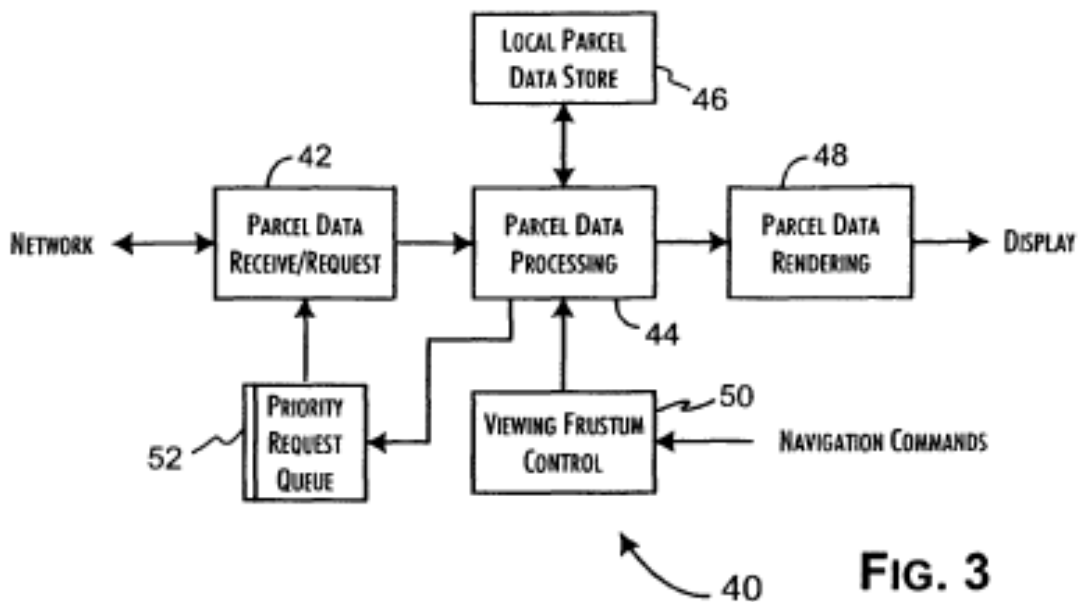 LOCAL PARCEL
DATA STORE
46
42
PARCEL DATA
RECEIVE/REQUEST
NETWORK
PARCEL DATA
PROCESSING
44
48
PARCEL DATA
RENDERING
DISPLAY
PRIORITY
REQUEST
QUEUE
52
VIEWING FRUSTUM
CONTROL
50
NAVIGATION COMMANDS
40
FIG. 3